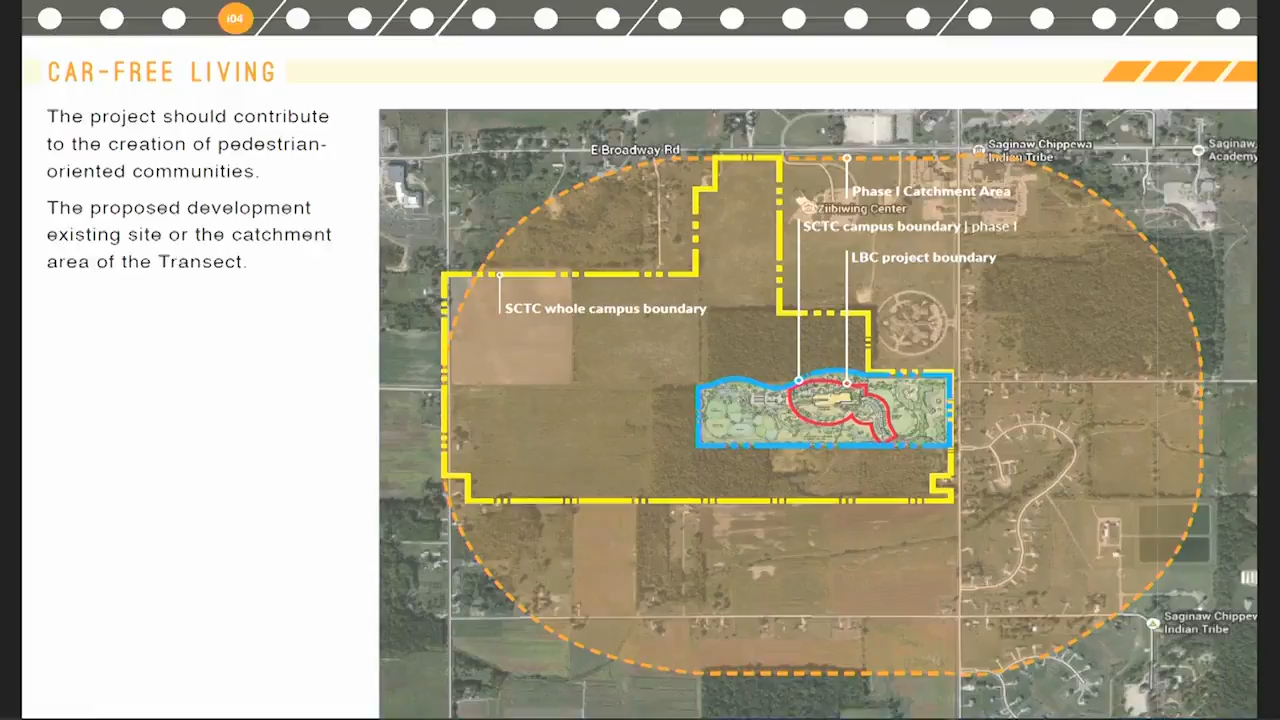 i04
CAR-FREE LIVING
The project should contribute
to the creation of pedestrian-
oriented communities.
The proposed development
existing site or the catchment
area of the Transect.
E Broadway Rd
Saginaw Chippewa
Indian Tribe
Saginaw
Academy
Phase I Catchment Area
Ziibiwing Center
SCTC campus boundary | phase I
LBC project boundary
SCTC whole campus boundary
Saginaw Chippew
Indian Tribe